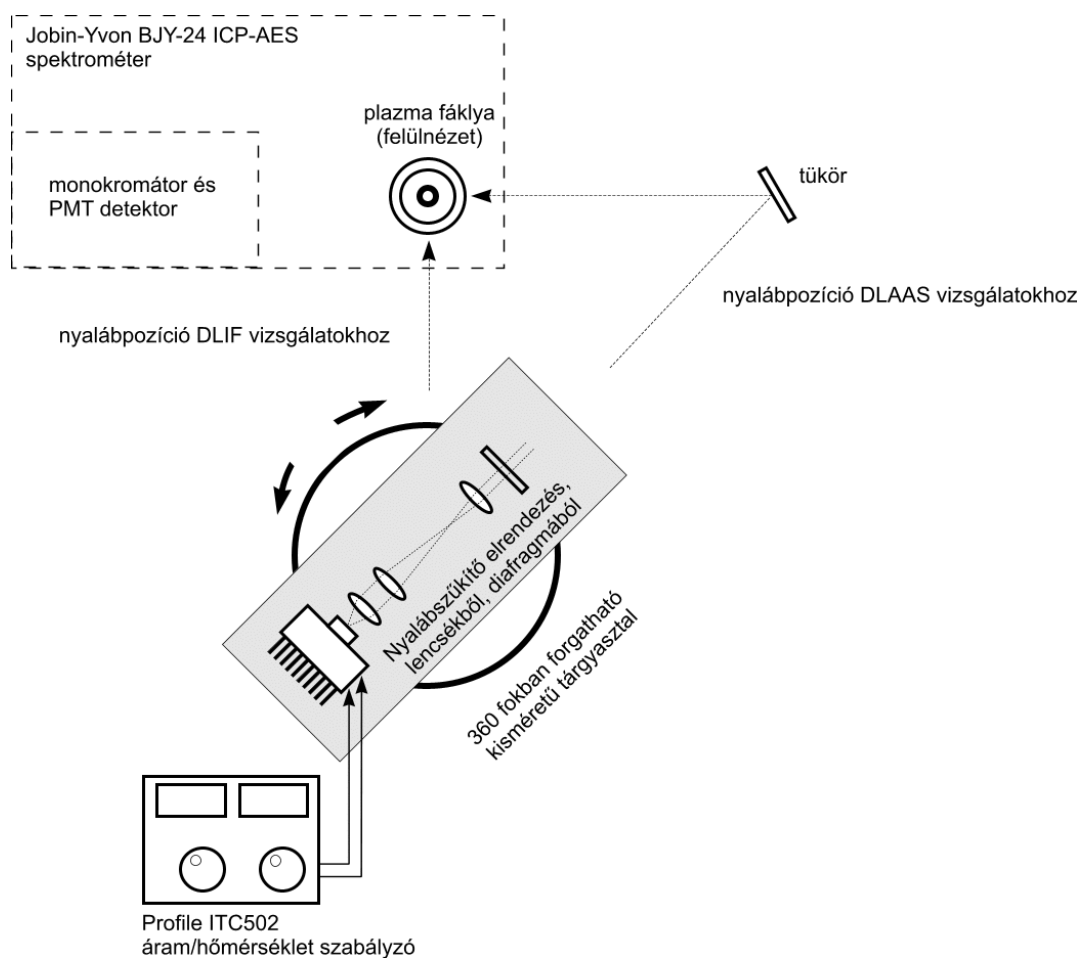 Jobin-Yvon BJY-24 ICP-AES
spektrométer
plazma fáklya
(felülnézet)
monokromátor és
PMT detektor
tükör
nyalábpozíció DLAAS vizsgálatokhoz
nyalábpozíció DLIF vizsgálatokhoz
Nyalábszűkítő elrendezés,
lencsékből, diafragmából
360 fokban forgatható
kisméretű tárgyasztal
Profile ITC502
áram/hőmérséklet szabályzó